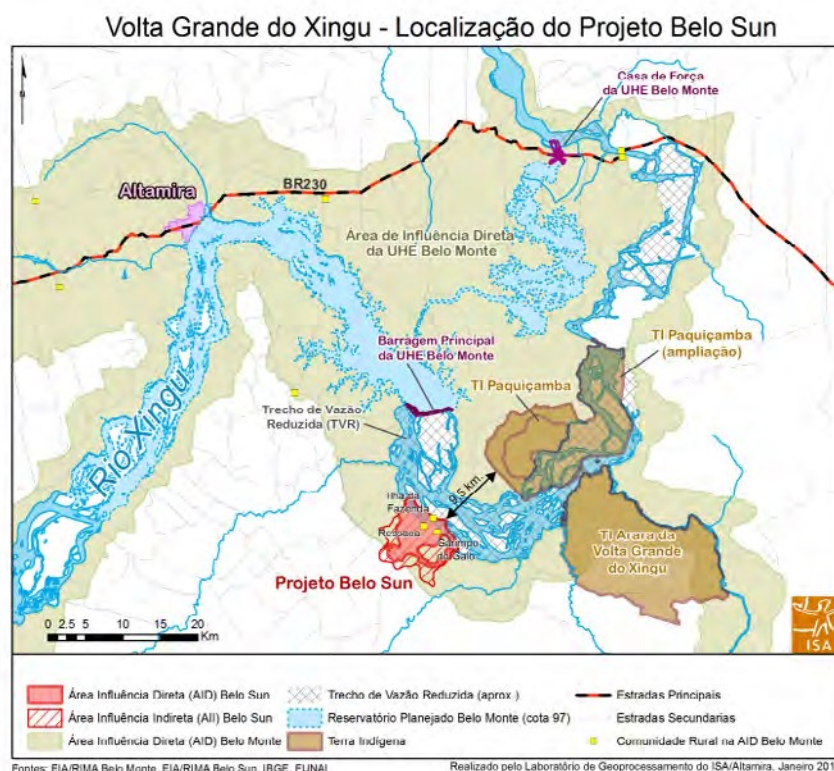 Volta Grande do Xingu - Localização do Projeto Belo Sun
Casa de Força
da UHE Belo Monte
BR230
Altamira
Área de Influência Direta
da UHE Belo Monte
TI Paquiçamba
(ampliação)
Barragem Principal
da UHE Belo Monte
TI Paquiçamba
Trecho de Vazão
Reduzida (TVR)
Rio Xingu
9,5 km.
Ilha da
Fazenda
Ressaca
Garimpo
do Galo
TI Arara da
Volta Grande
do Xingu
Projeto Belo Sun
0 2.5 5 10 15 20
Km
ISA
Área Influência Direta (AID) Belo Sun
Trecho de Vazão Reduzida (aprox.)
Estradas Principais
Área Influência Indireta (AII) Belo Sun
Reservatório Planejado Belo Monte (cota 97)
Estradas Secundarias
Área Influência Direta (AID) Belo Monte
Terra Indígena
Comunidade Rural na AID Belo Monte
Fontes: EIA/RIMA Belo Monte, EIA/RIMA Belo Sun, IBGE, FUNAI
Realizado pelo Laboratório de Geoprocessamento do ISA/Altamira, Janeiro